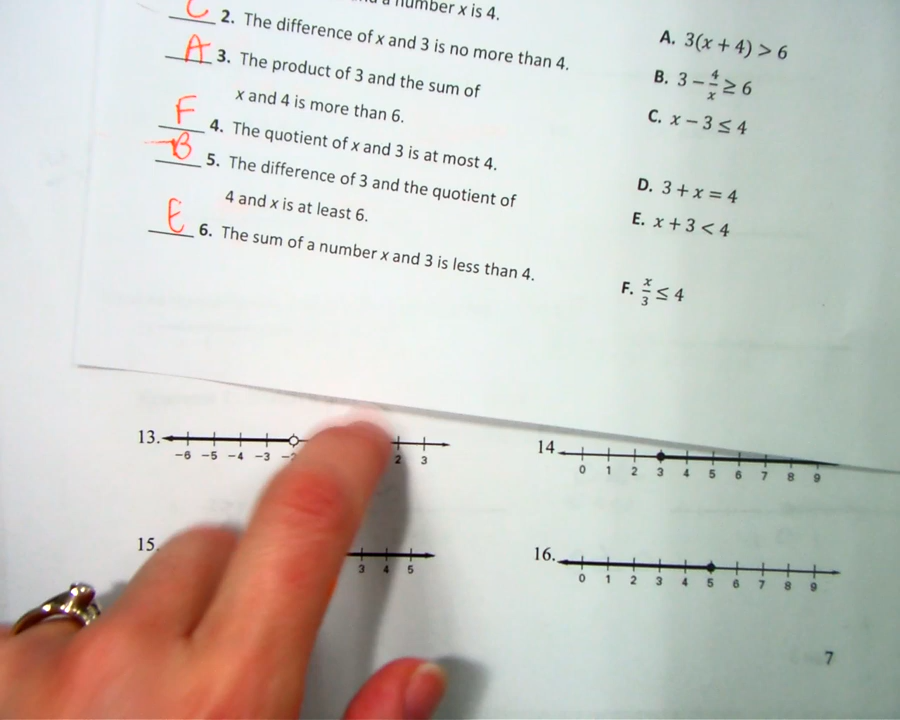 number x is 4.
C 2. The difference of x and 3 is no more than 4.
A 3. The product of 3 and the sum of
x and 4 is more than 6.
F 4. The quotient of x and 3 is at most 4.
B 5. The difference of 3 and the quotient of
4 and x is at least 6.
E 6. The sum of a number x and 3 is less than 4.
A. 3(x + 4) > 6
B. 3 − 4/x ≥ 6
C. x − 3 ≤ 4
D. 3 + x = 4
E. x + 3 < 4
F. x/3 ≤ 4
13. −6 −5 −4 −3 −2 2 3
14 0 1 2 3 4 5 6 7 8 9
15. 3 4 5
16. 0 1 2 3 4 5 6 7 8 9
7